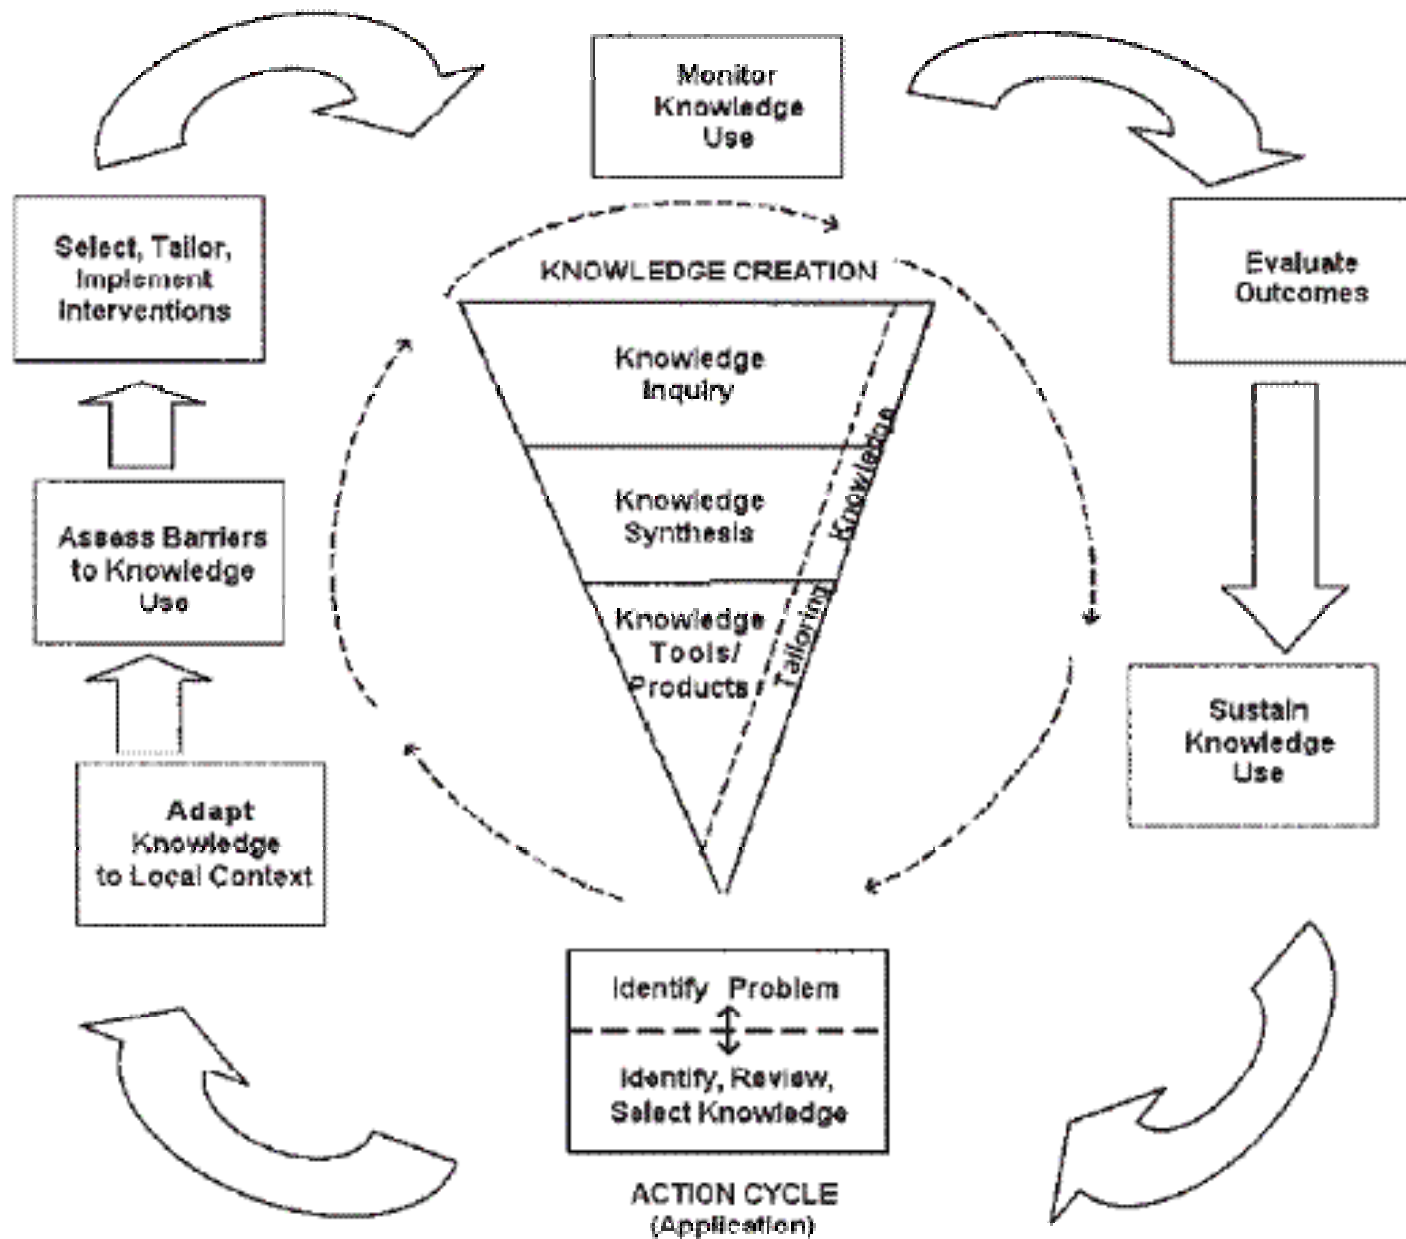 Monitor
Knowledge
Use
Select, Tailor,
Implement
Interventions
Evaluate
Outcomes
KNOWLEDGE CREATION
Knowledge
Inquiry
Knowledge
Synthesis
Knowledge
Tools/
Products
Tailoring Knowledge
Assess Barriers
to Knowledge
Use
Sustain
Knowledge
Use
Adapt
Knowledge
to Local Context
Identify Problem
Identify, Review,
Select Knowledge
ACTION CYCLE
(Application)